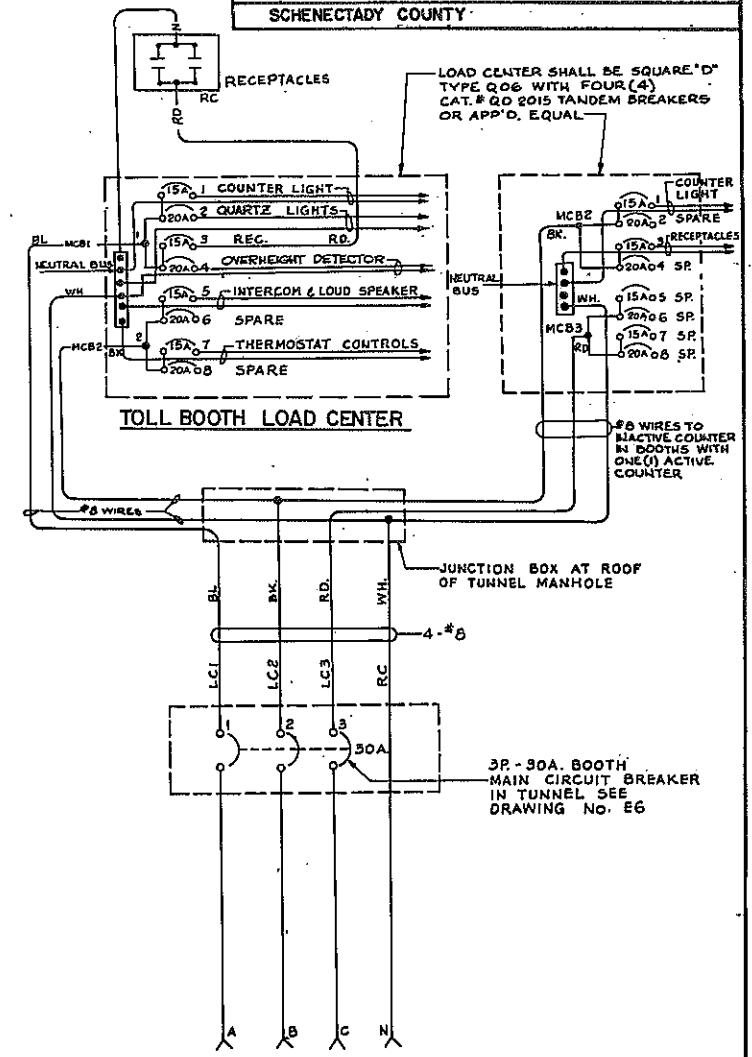 SCHENECTADY COUNTY
N
RECEPTACLES
RC
RD
LOAD CENTER SHALL BE SQUARE "D"
TYPE QO6 WITH FOUR (4)
CAT. # QO 2015 TANDEM BREAKERS
OR APP'D. EQUAL
15A 1 COUNTER LIGHT
20A 2 QUARTZ LIGHTS
BL MCB1 1
15A 3 REC. RD.
NEUTRAL BUS
20A 4 OVERHEIGHT DETECTOR
WH
15A 5 INTERCOM & LOUD SPEAKER
20A 6 SPARE
MCB2 2
BK
15A 7 THERMOSTAT CONTROLS
20A 8 SPARE
TOLL BOOTH LOAD CENTER
COUNTER
LIGHT
15A 1
MCB2
BK.
20A 2 SPARE
15A 3 RECEPTACLES
20A 4 SP.
NEUTRAL
BUS
WH.
15A 5 SP.
20A 6 SP.
MCB3
RD
15A 7 SP.
20A 8 SP.
#8 WIRES TO
INACTIVE COUNTER
IN BOOTHS WITH
ONE (1) ACTIVE
COUNTER
#8 WIRES
JUNCTION BOX AT ROOF
OF TUNNEL MANHOLE
BL
BK.
RD.
WH.
4-#8
LC1
LC2
LC3
RC
1
2
3
30A
3P. - 30A. BOOTH
MAIN CIRCUIT BREAKER
IN TUNNEL SEE
DRAWING No. E6
A
B
C
N